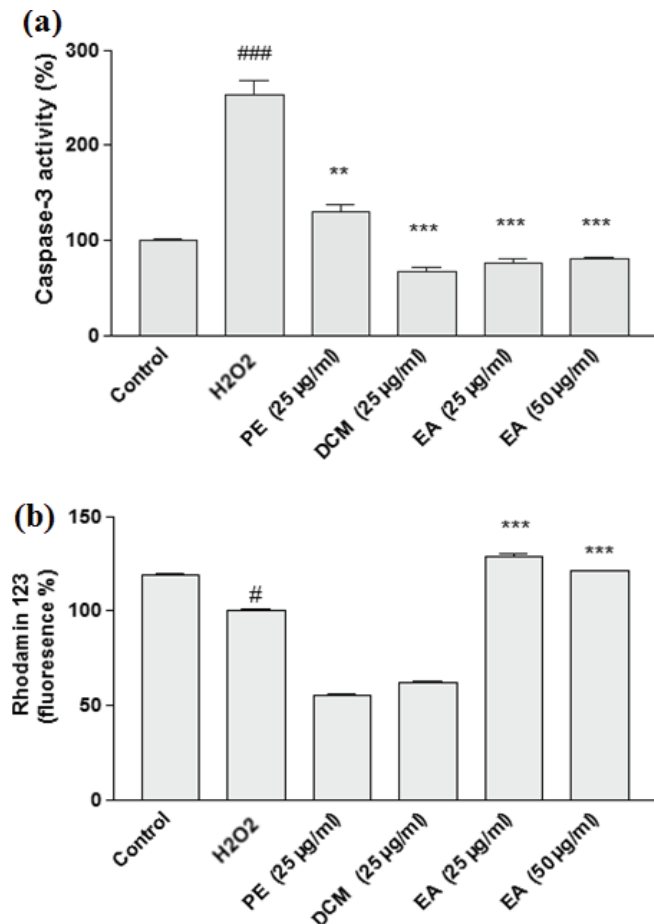 (a)
Caspase-3 activity (%)
300
200
100
0
###
**
***
***
***
Control
H2O2
PE (25 µg/ml)
DCM (25 µg/ml)
EA (25 µg/ml)
EA (50 µg/ml)
(b)
Rhodamin 123
(fluoresence %)
150
100
50
0
#
***
***
Control
H2O2
PE (25 µg/ml)
DCM (25 µg/ml)
EA (25 µg/ml)
EA (50 µg/ml)